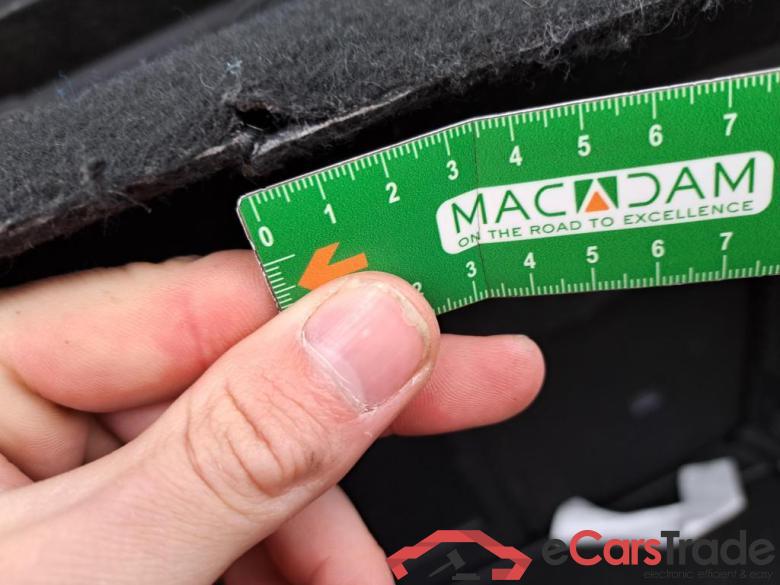 0 1 2 3 4 5 6 7
MACADAM
ON THE ROAD TO EXCELLENCE
2 3 4 5 6 7
eCarsTrade
electronic, efficient & easy